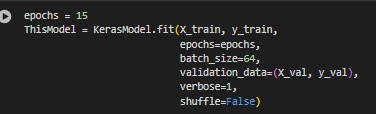 epochs = 15
ThisModel = KerasModel.fit(X_train, y_train,
epochs=epochs,
batch_size=64,
validation_data=(X_val, y_val),
verbose=1,
shuffle=False)